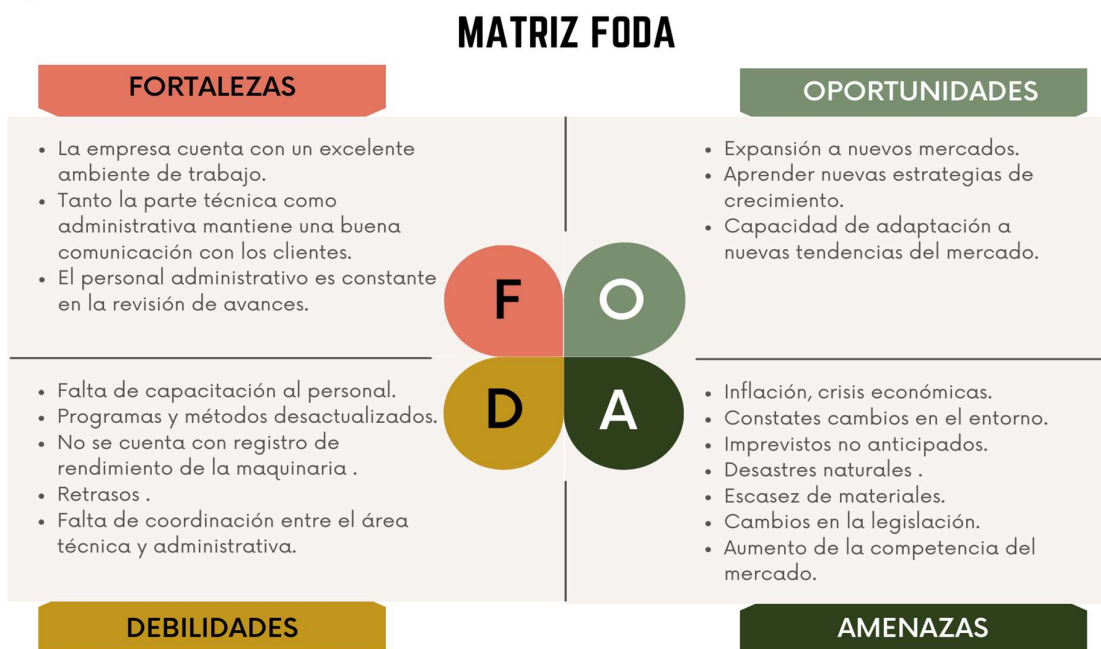 MATRIZ FODA
FORTALEZAS
• La empresa cuenta con un excelente
ambiente de trabajo.
• Tanto la parte técnica como
administrativa mantiene una buena
comunicación con los clientes.
• El personal administrativo es constante
en la revisión de avances.
OPORTUNIDADES
• Expansión a nuevos mercados.
• Aprender nuevas estrategias de
crecimiento.
• Capacidad de adaptación a
nuevas tendencias del mercado.
F
O
D
A
• Falta de capacitación al personal.
• Programas y métodos desactualizados.
• No se cuenta con registro de
rendimiento de la maquinaria .
• Retrasos .
• Falta de coordinación entre el área
técnica y administrativa.
DEBILIDADES
• Inflación, crisis económicas.
• Constates cambios en el entorno.
• Imprevistos no anticipados.
• Desastres naturales .
• Escasez de materiales.
• Cambios en la legislación.
• Aumento de la competencia del
mercado.
AMENAZAS